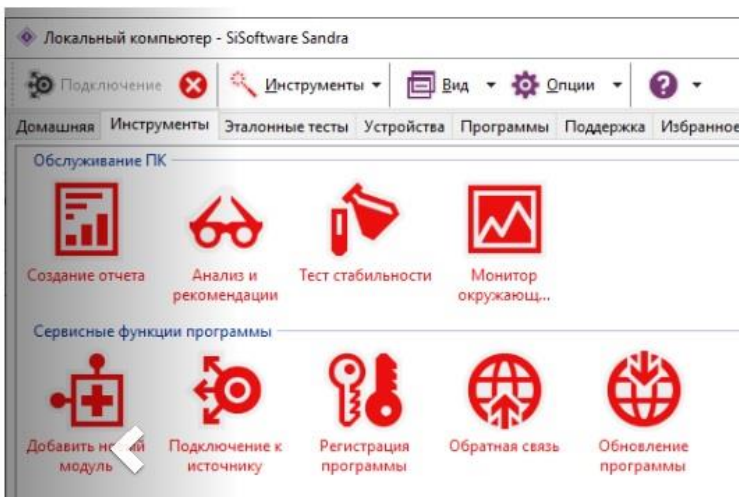 Локальный компьютер - SiSoftware Sandra
Подключение Инструменты Вид Опции
Домашняя Инструменты Эталонные тесты Устройства Программы Поддержка Избранное
Обслуживание ПК
Создание отчета Анализ и Тест стабильности Монитор
рекомендации окружающ...
Сервисные функции программы
Добавить новый Подключение к Регистрация Обратная связь Обновление
модуль источнику программы программы